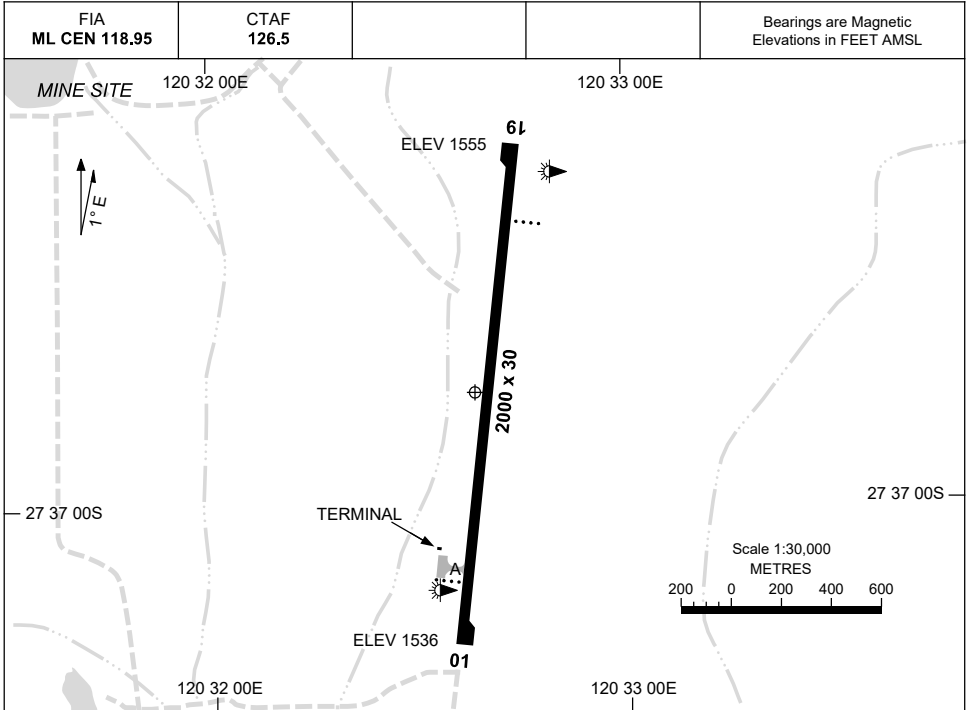 FIA
ML CEN 118.95
CTAF
126.5
Bearings are Magnetic
Elevations in FEET AMSL
MINE SITE
120 32 00E
120 33 00E
19
ELEV 1555
1° E
2000 x 30
27 37 00S
27 37 00S
TERMINAL
A
Scale 1:30,000
METRES
200 0 200 400 600
ELEV 1536
01
120 32 00E
120 33 00E